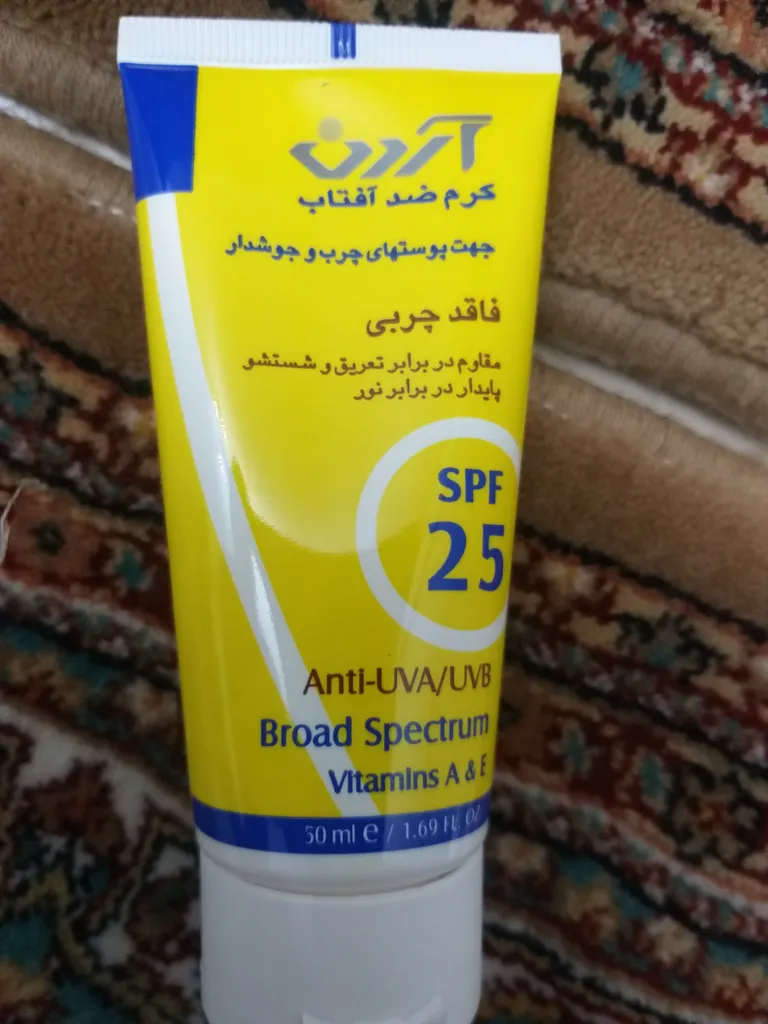 آردن
کرم ضد آفتاب
جهت پوستهای چرب و جوشدار
فاقد چربی
مقاوم در برابر تعریق و شستشو
پایدار در برابر نور
SPF
25
Anti-UVA/UVB
Broad Spectrum
Vitamins A & E
50 ml e / 1.69 FL. OZ